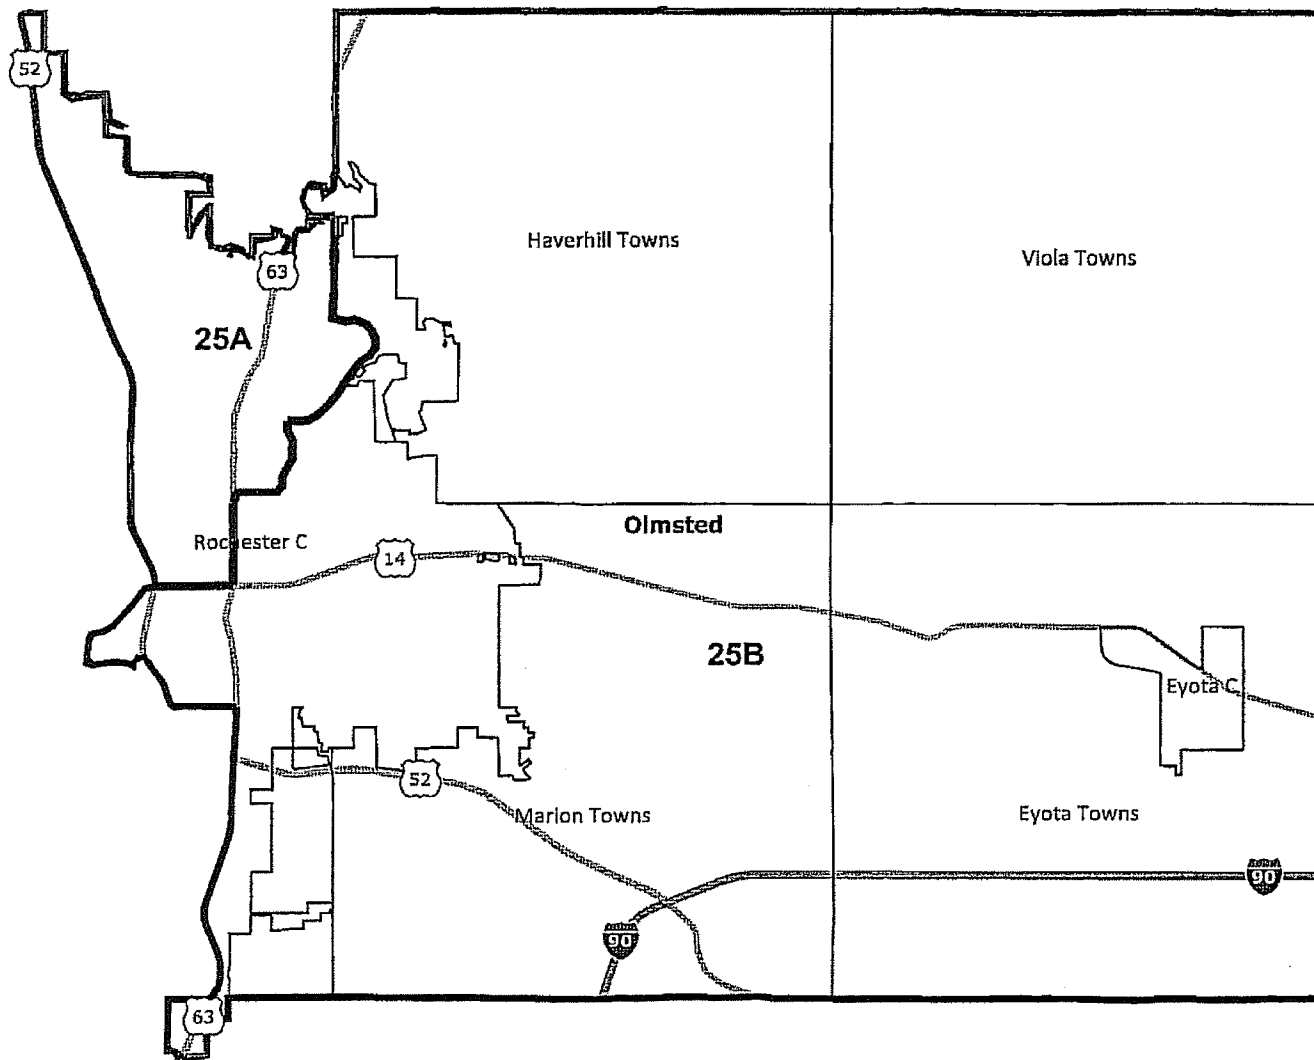 52
Haverhill Towns
Viola Towns
63
25A
Olmsted
Rochester C
14
25B
Eyota C
52
Marion Towns
Eyota Towns
90
90
63